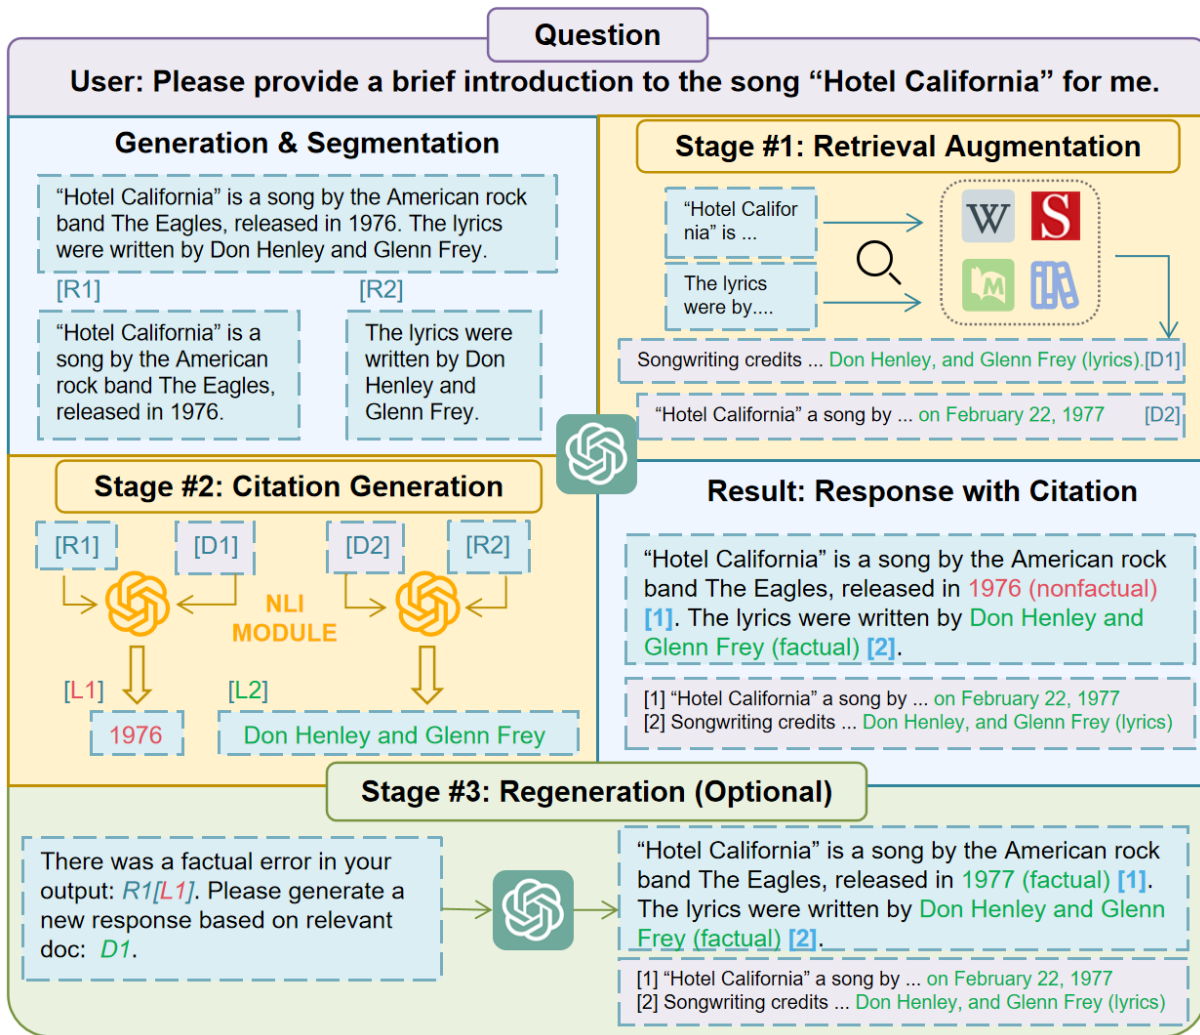 Question
User: Please provide a brief introduction to the song “Hotel California” for me.
Generation & Segmentation
“Hotel California” is a song by the American rock
band The Eagles, released in 1976. The lyrics
were written by Don Henley and Glenn Frey.
[R1]
[R2]
“Hotel California” is a
song by the American
rock band The Eagles,
released in 1976.
The lyrics were
written by Don
Henley and
Glenn Frey.
Stage #1: Retrieval Augmentation
“Hotel Califor
nia” is ...
The lyrics
were by....
W
S
M
Songwriting credits ... Don Henley, and Glenn Frey (lyrics).[D1]
“Hotel California” a song by ... on February 22, 1977 [D2]
Stage #2: Citation Generation
[R1]
[D1]
[D2]
[R2]
NLI
MODULE
[L1]
[L2]
1976
Don Henley and Glenn Frey
Result: Response with Citation
“Hotel California” is a song by the American rock
band The Eagles, released in 1976 (nonfactual)
[1]. The lyrics were written by Don Henley and
Glenn Frey (factual) [2].
[1] “Hotel California” a song by ... on February 22, 1977
[2] Songwriting credits ... Don Henley, and Glenn Frey (lyrics)
Stage #3: Regeneration (Optional)
There was a factual error in your
output: R1[L1]. Please generate a
new response based on relevant
doc: D1.
“Hotel California” is a song by the American rock
band The Eagles, released in 1977 (factual) [1].
The lyrics were written by Don Henley and Glenn
Frey (factual) [2].
[1] “Hotel California” a song by ... on February 22, 1977
[2] Songwriting credits ... Don Henley, and Glenn Frey (lyrics)